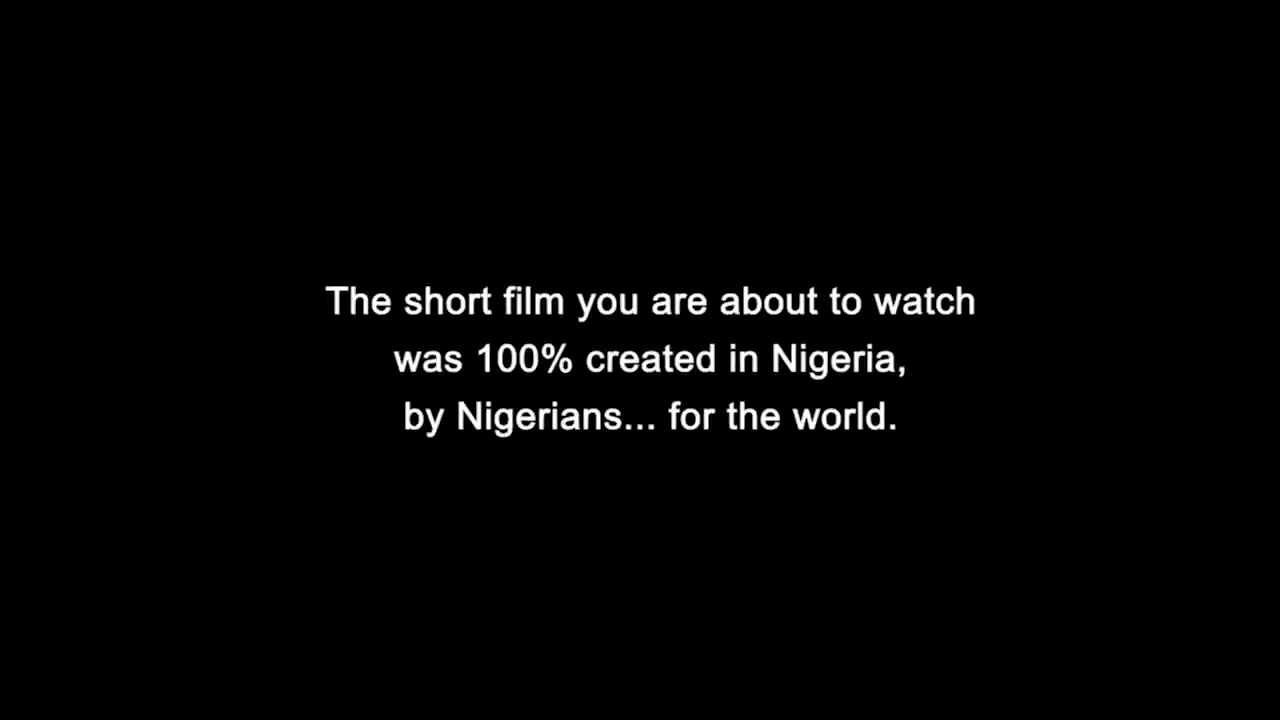 The short film you are about to watch
was 100% created in Nigeria,
by Nigerians... for the world.